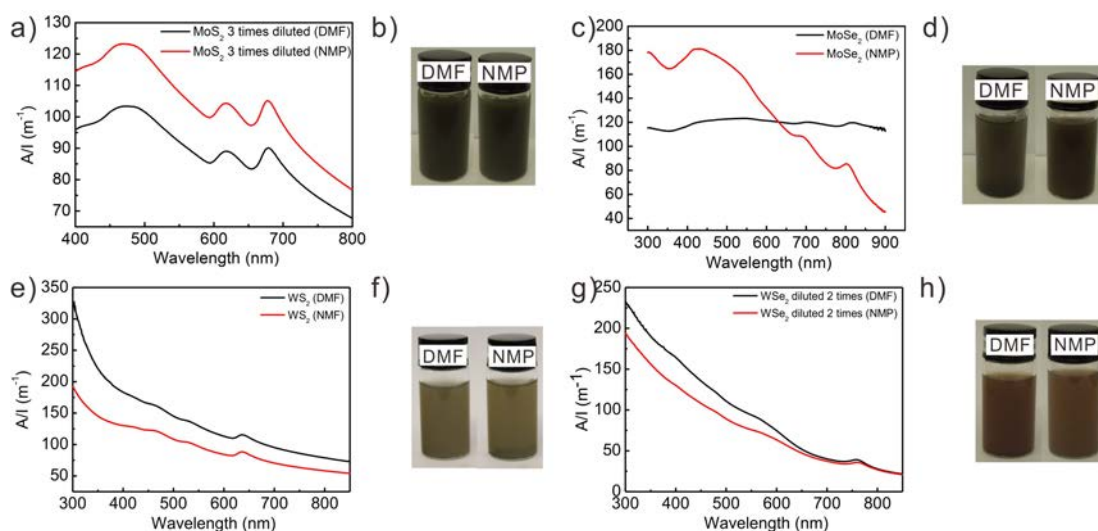 a)
MoS2 3 times diluted (DMF)
MoS2 3 times diluted (NMP)
130
120
110
100
90
80
70
A/I (m-1)
400 500 600 700 800
Wavelength (nm)
b)
DMF NMP
c)
MoSe2 (DMF)
MoSe2 (NMP)
200
180
160
140
120
100
80
60
40
A/I (m-1)
300 400 500 600 700 800 900
Wavelength (nm)
d)
DMF NMP
e)
WS2 (DMF)
WS2 (NMF)
350
300
250
200
150
100
50
A/I (m-1)
300 400 500 600 700 800
Wavelength (nm)
f)
DMF NMP
g)
WSe2 diluted 2 times (DMF)
WSe2 diluted 2 times (NMP)
250
200
150
100
50
0
A/I (m-1)
300 400 500 600 700 800
Wavelength (nm)
h)
DMF NMP